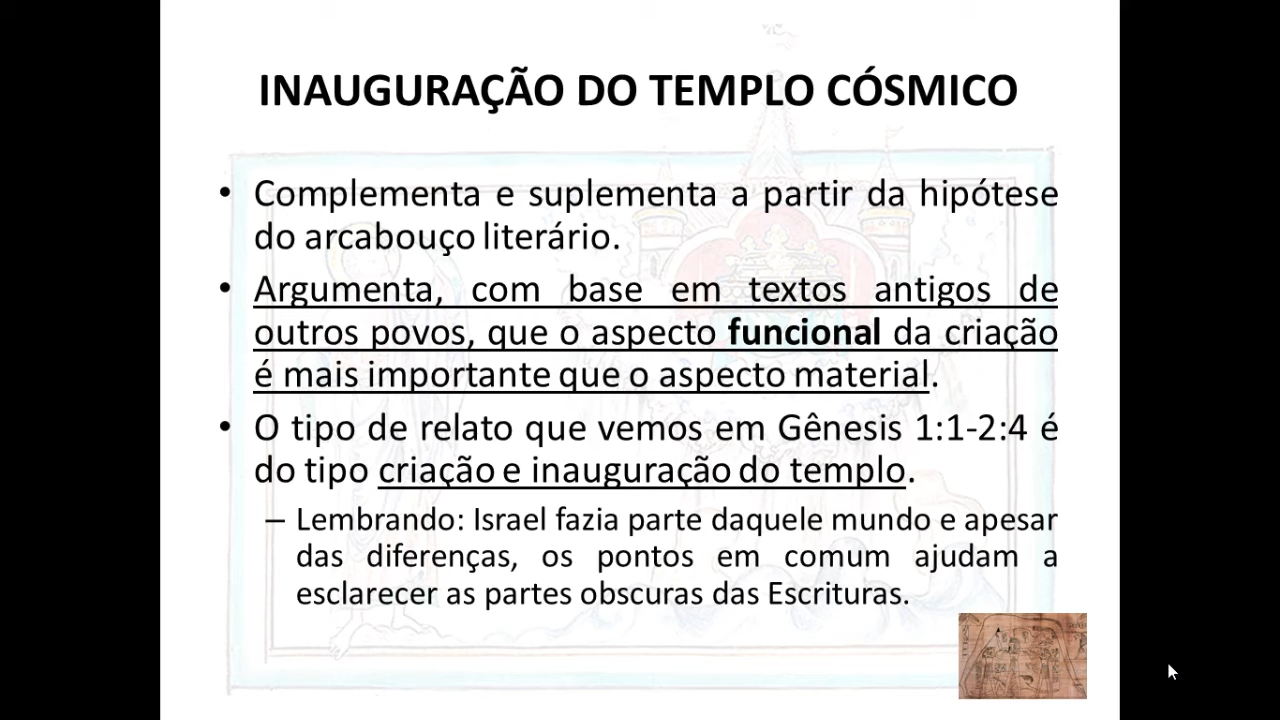 INAUGURAÇÃO DO TEMPLO CÓSMICO
• Complementa e suplementa a partir da hipótese
do arcabouço literário.
• Argumenta, com base em textos antigos de
outros povos, que o aspecto funcional da criação
é mais importante que o aspecto material.
• O tipo de relato que vemos em Gênesis 1:1-2:4 é
do tipo criação e inauguração do templo.
– Lembrando: Israel fazia parte daquele mundo e apesar
das diferenças, os pontos em comum ajudam a
esclarecer as partes obscuras das Escrituras.